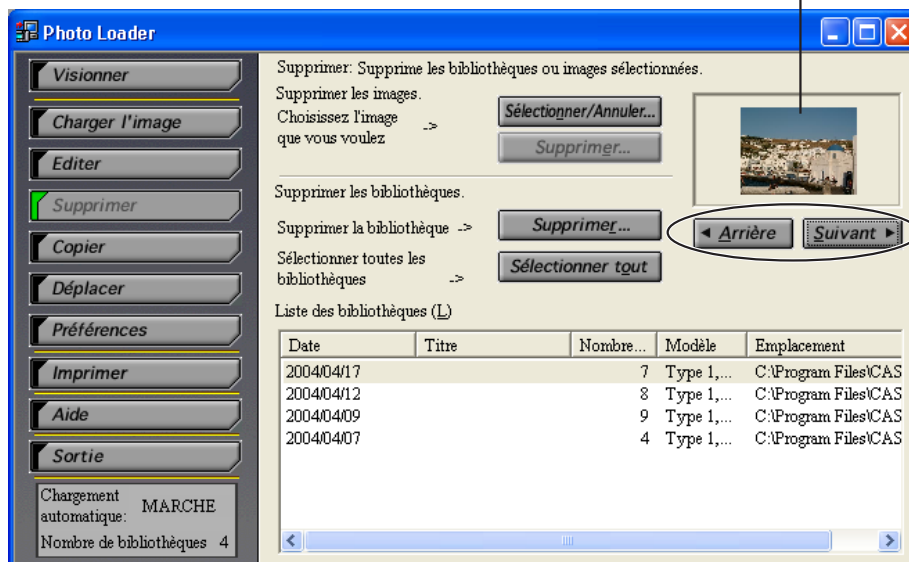 Photo Loader
Visionner
Charger l'image
Editer
Supprimer
Copier
Déplacer
Préférences
Imprimer
Aide
Sortie
Chargement
automatique: MARCHE
Nombre de bibliothèques 4
Supprimer: Supprime les bibliothèques ou images sélectionnées.
Supprimer les images.
Choisissez l'image
que vous voulez ->
Sélectionner/Annuler...
Supprimer...
Supprimer les bibliothèques.
Supprimer la bibliothèque -> Supprimer...
Sélectionner toutes les
bibliothèques -> Sélectionner tout
◄ Arrière Suivant ►
Liste des bibliothèques (L)
Date Titre Nombre... Modèle Emplacement
2004/04/17 7 Type 1,... C:\Program Files\CAS
2004/04/12 8 Type 1,... C:\Program Files\CAS
2004/04/09 9 Type 1,... C:\Program Files\CAS
2004/04/07 4 Type 1,... C:\Program Files\CAS